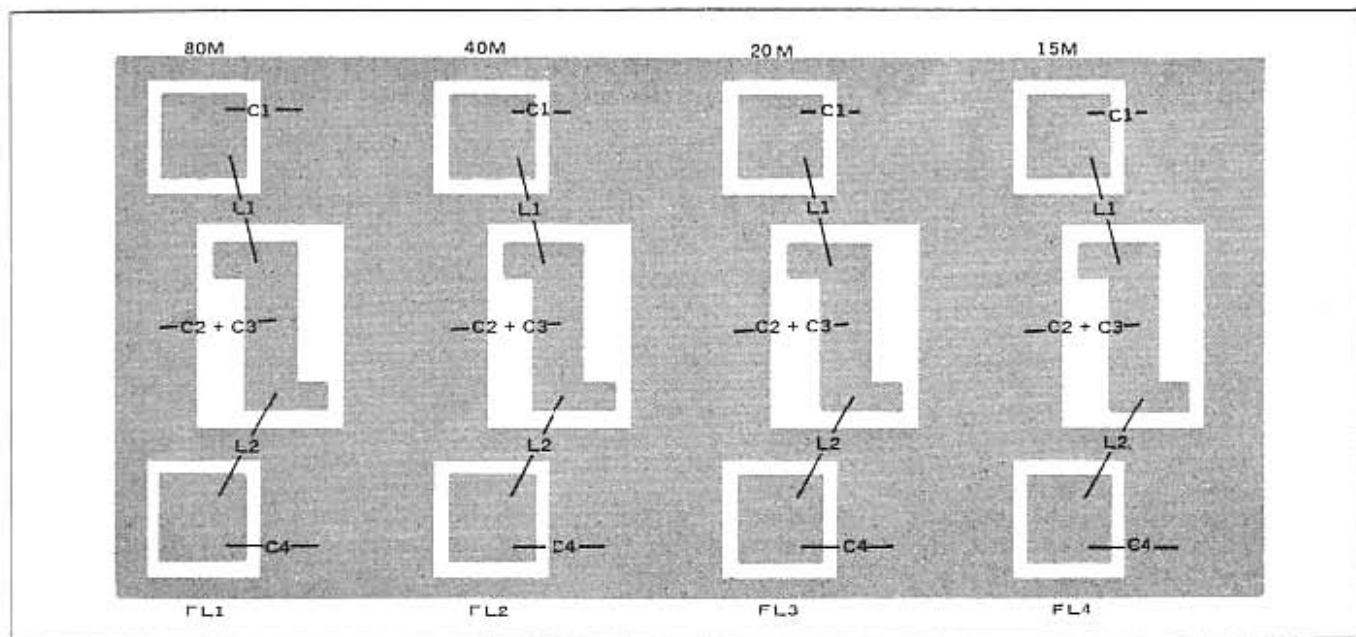 80M 40M 20M 15M
C1 C1 C1 C1
L1 L1 L1 L1
C2 + C3 C2 + C3 C2 + C3 C2 + C3
L2 L2 L2 L2
C4 C4 C4 C4
FL1 FL2 FL3 FL4